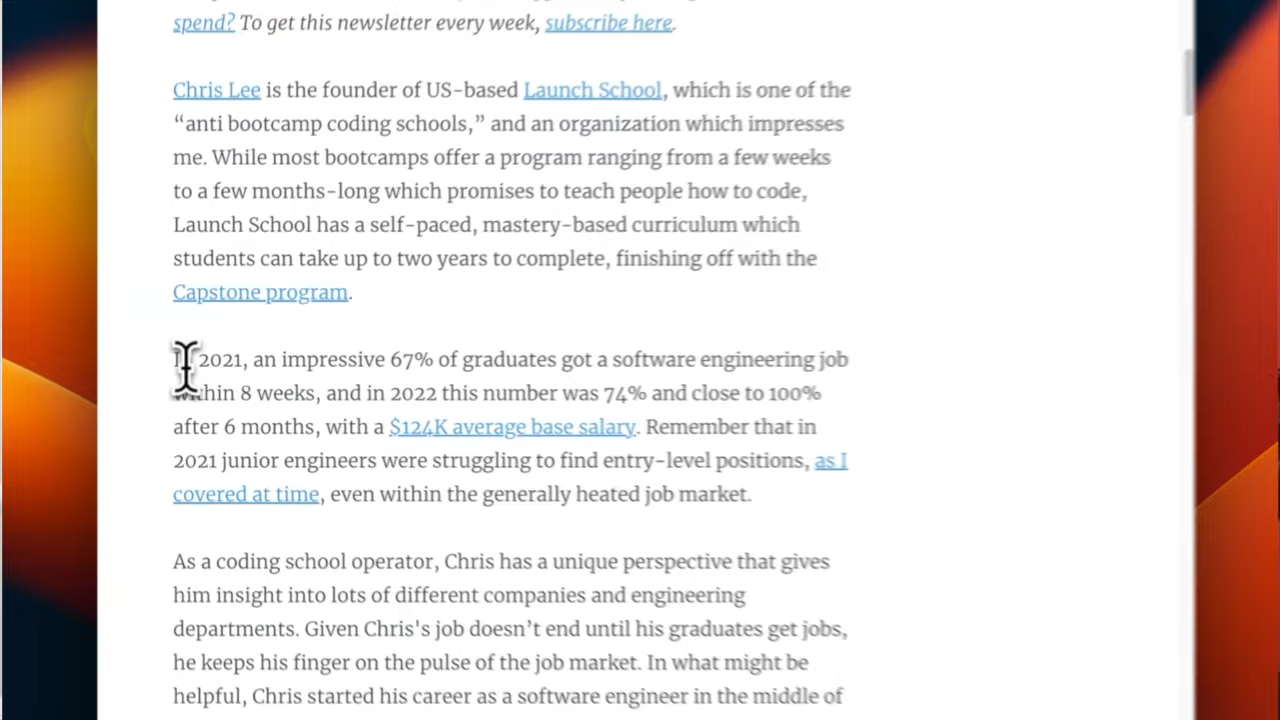 spend? To get this newsletter every week, subscribe here.
Chris Lee is the founder of US-based Launch School, which is one of the
“anti bootcamp coding schools,” and an organization which impresses
me. While most bootcamps offer a program ranging from a few weeks
to a few months-long which promises to teach people how to code,
Launch School has a self-paced, mastery-based curriculum which
students can take up to two years to complete, finishing off with the
Capstone program.
2021, an impressive 67% of graduates got a software engineering job
within 8 weeks, and in 2022 this number was 74% and close to 100%
after 6 months, with a $124K average base salary. Remember that in
2021 junior engineers were struggling to find entry-level positions, as I
covered at time, even within the generally heated job market.
As a coding school operator, Chris has a unique perspective that gives
him insight into lots of different companies and engineering
departments. Given Chris's job doesn’t end until his graduates get jobs,
he keeps his finger on the pulse of the job market. In what might be
helpful, Chris started his career as a software engineer in the middle of